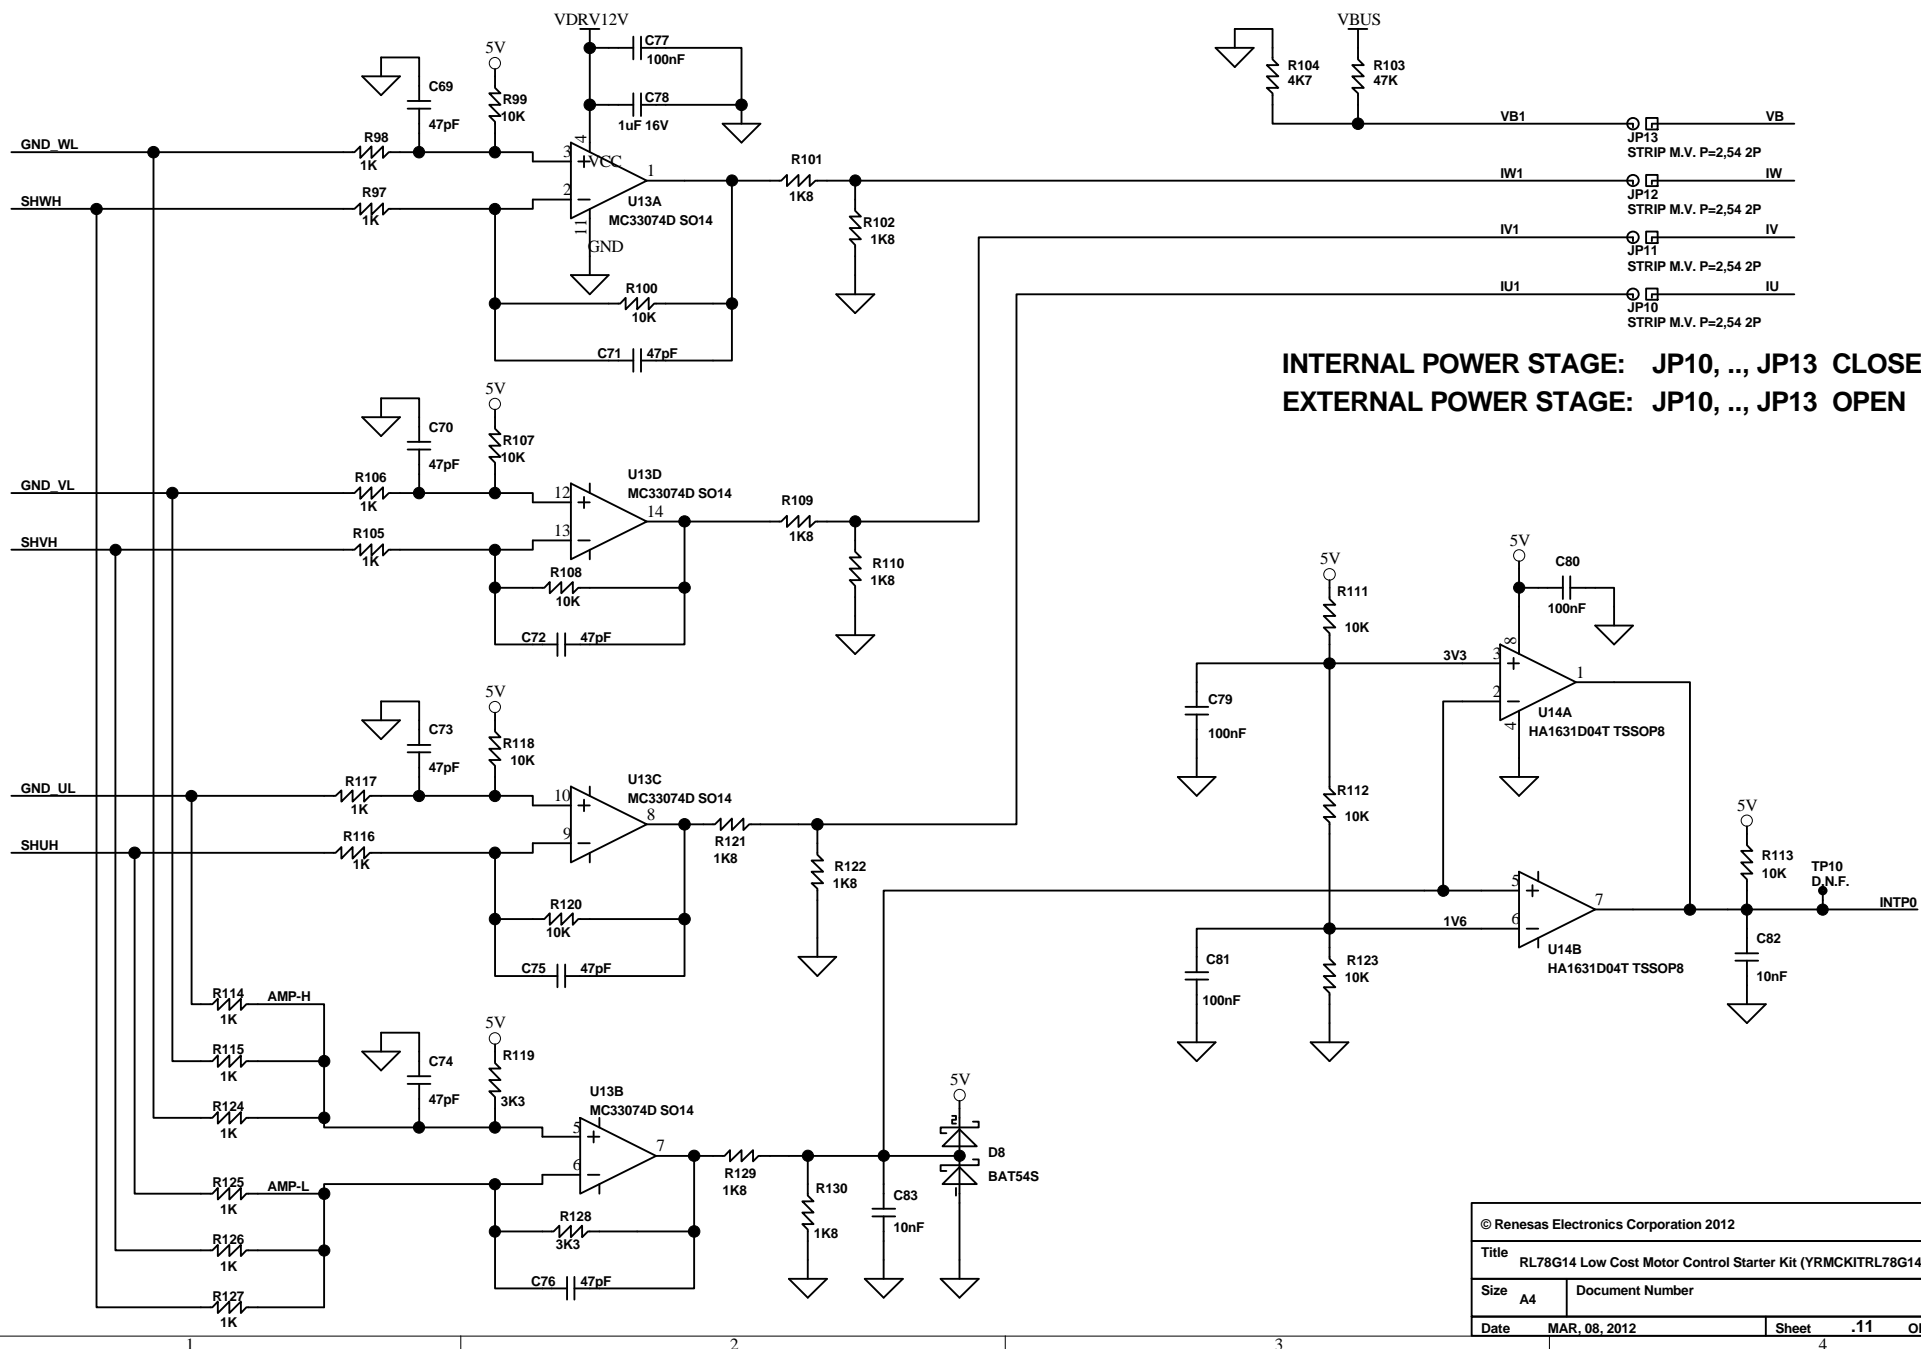 VDRV12V
VBUS
5V
C77
100nF
C69
47pF
R99
10K
C78
1uF 16V
R104
4K7
R103
47K
GND_WL
R98
1K
VB1
VB
JP13
STRIP M.V. P=2,54 2P
3
4
VCC
1
2
11
GND
U13A
MC33074D SO14
SHWH
R97
1K
R101
1K8
R102
1K8
IW1
IW
JP12
STRIP M.V. P=2,54 2P
IV1
IV
JP11
STRIP M.V. P=2,54 2P
R100
10K
IU1
IU
JP10
STRIP M.V. P=2,54 2P
C71
47pF
INTERNAL POWER STAGE: JP10, .., JP13 CLOSE
EXTERNAL POWER STAGE: JP10, .., JP13 OPEN
5V
C70
47pF
R107
10K
GND_VL
R106
1K
U13D
MC33074D SO14
12
13
14
SHVH
R105
1K
R109
1K8
R110
1K8
R108
10K
C72
47pF
5V
R111
10K
5V
C80
100nF
3V3
3
8
1
2
4
U14A
HA1631D04T TSSOP8
C79
100nF
5V
C73
47pF
R118
10K
GND_UL
R117
1K
U13C
MC33074D SO14
10
9
8
SHUH
R116
1K
R121
1K8
R122
1K8
R112
10K
R120
10K
C75
47pF
5V
R113
10K
TP10
D.N.F.
INTP0
5
6
7
1V6
U14B
HA1631D04T TSSOP8
C82
10nF
C81
100nF
R123
10K
R114
1K
AMP-H
R115
1K
R124
1K
5V
C74
47pF
R119
3K3
U13B
MC33074D SO14
5
6
7
R125
1K
AMP-L
R126
1K
R127
1K
R129
1K8
R130
1K8
R128
3K3
C76
47pF
C83
10nF
5V
2
1
D8
BAT54S
© Renesas Electronics Corporation 2012
Title
RL78G14 Low Cost Motor Control Starter Kit (YRMCKITRL78G14
Size
A4
Document Number
Date
MAR, 08, 2012
Sheet
.11
1
2
3
4